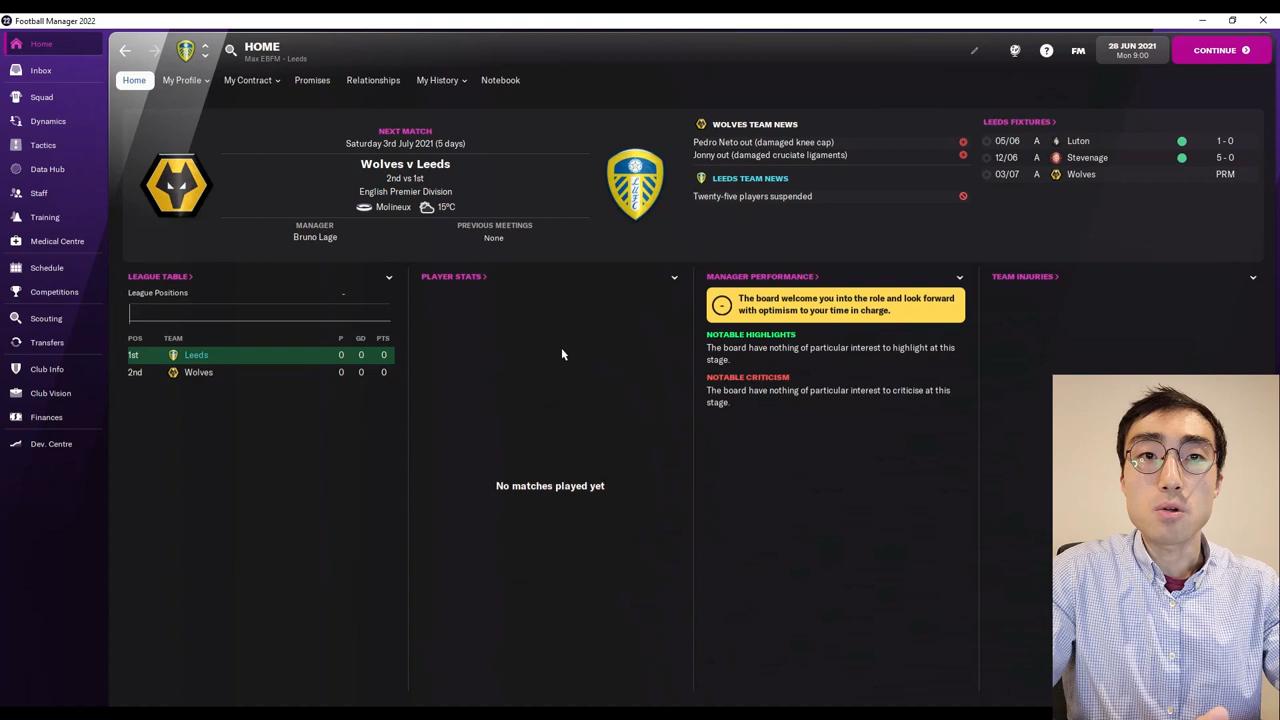 22 Football Manager 2022
Home
Inbox
Squad
Dynamics
Tactics
Data Hub
Staff
Training
Medical Centre
Schedule
Competitions
Scouting
Transfers
Club Info
Club Vision
Finances
Dev. Centre
HOME
Max EBFM - Leeds
? FM
28 JUN 2021
Mon 9:00
CONTINUE
Home My Profile My Contract Promises Relationships My History Notebook
NEXT MATCH
Saturday 3rd July 2021 (5 days)
Wolves v Leeds
2nd vs 1st
English Premier Division
Molineux 15ºC
MANAGER
Bruno Lage
PREVIOUS MEETINGS
None
WOLVES TEAM NEWS
Pedro Neto out (damaged knee cap)
Jonny out (damaged cruciate ligaments)
LEEDS TEAM NEWS
Twenty-five players suspended
LEEDS FIXTURES >
05/06 A Luton 1 - 0
12/06 A Stevenage 5 - 0
03/07 A Wolves PRM
LEAGUE TABLE >
League Positions -
POS TEAM P GD PTS
1st Leeds 0 0 0
2nd Wolves 0 0 0
PLAYER STATS >
No matches played yet
MANAGER PERFORMANCE >
- The board welcome you into the role and look forward
with optimism to your time in charge.
NOTABLE HIGHLIGHTS
The board have nothing of particular interest to highlight at this
stage.
NOTABLE CRITICISM
The board have nothing of particular interest to criticise at this
stage.
TEAM INJURIES >